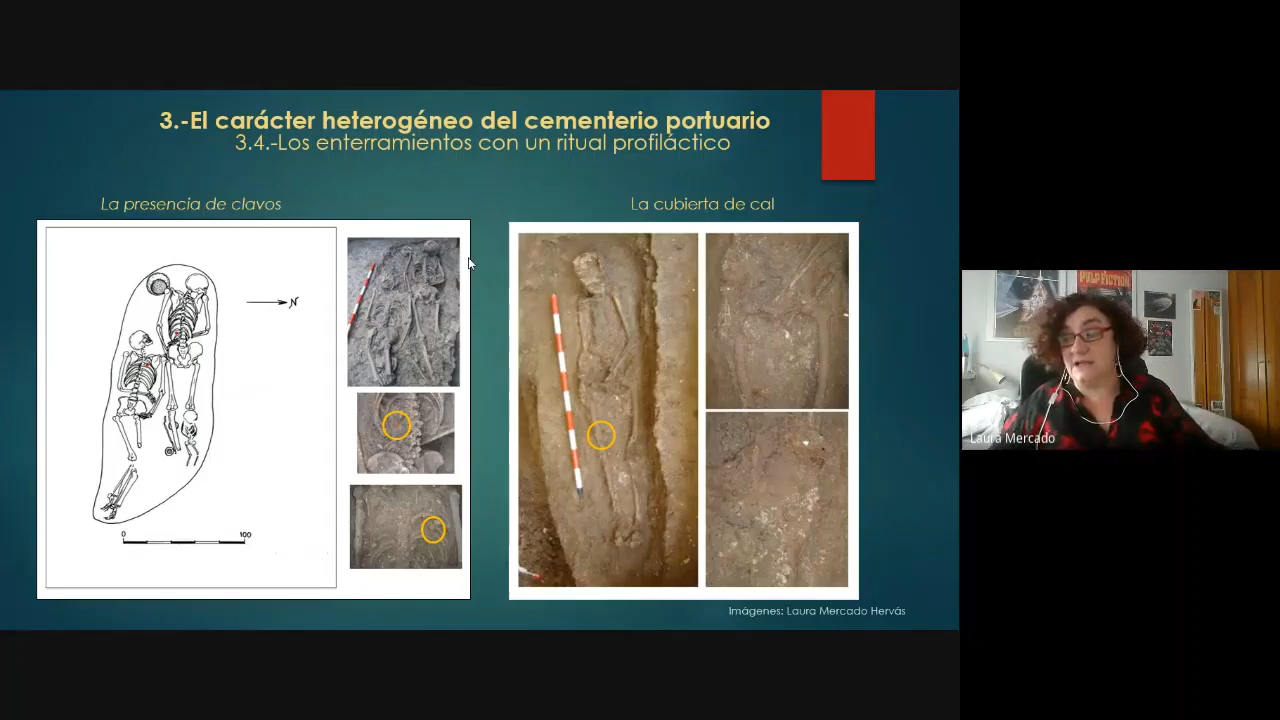 3.-El carácter heterogéneo del cementerio portuario
3.4.-Los enterramientos con un ritual profiláctico
La presencia de clavos
La cubierta de cal
N
0
100
Imágenes: Laura Mercado Hervás
PULP FICTION
Laura Mercado